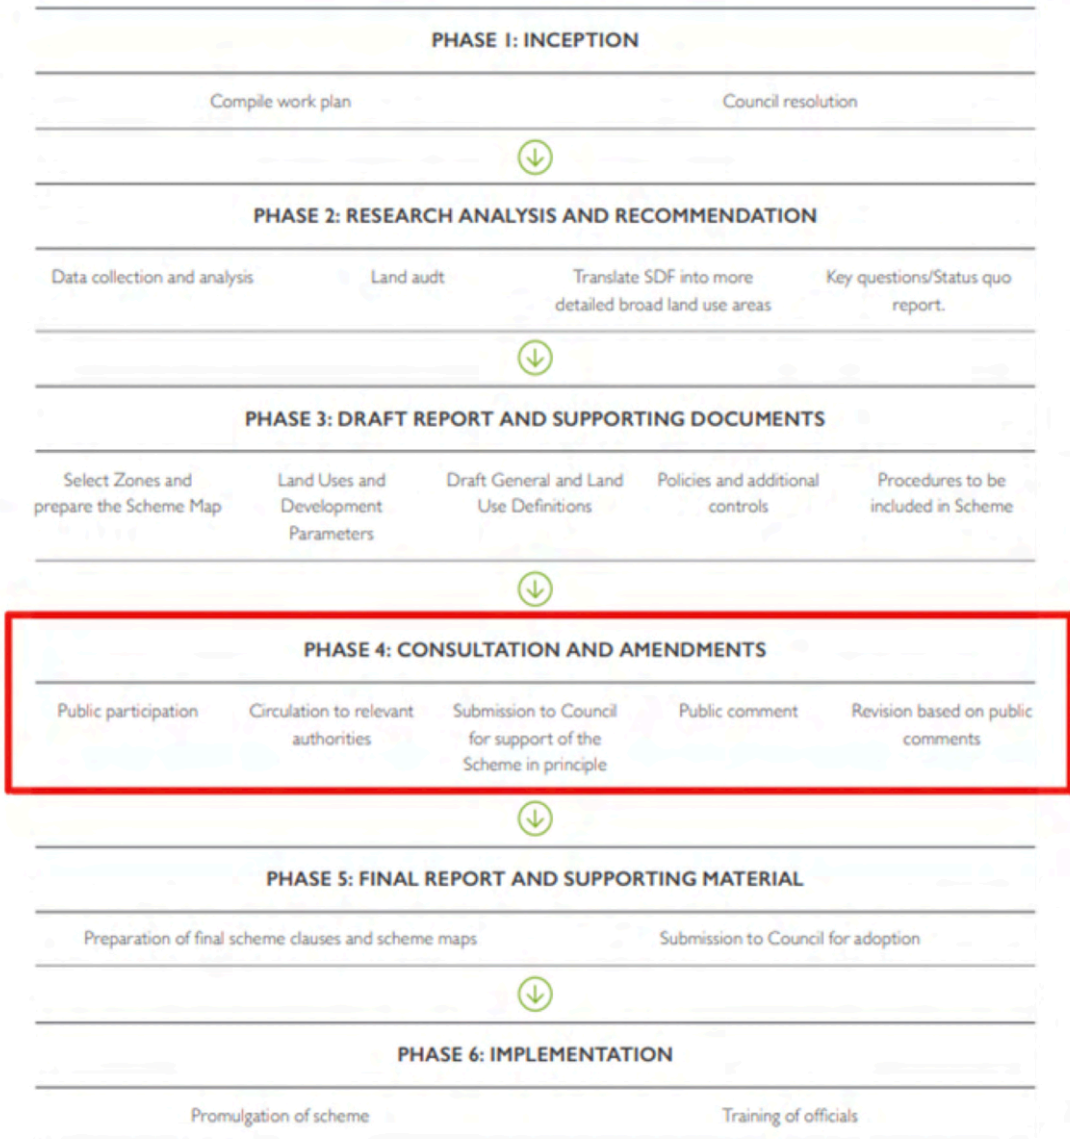 PHASE 1: INCEPTION
Compile work plan
Council resolution
PHASE 2: RESEARCH ANALYSIS AND RECOMMENDATION
Data collection and analysis
Land audt
Translate SDF into more
detailed broad land use areas
Key questions/Status quo
report.
PHASE 3: DRAFT REPORT AND SUPPORTING DOCUMENTS
Select Zones and
prepare the Scheme Map
Land Uses and
Development
Parameters
Draft General and Land
Use Definitions
Policies and additional
controls
Procedures to be
included in Scheme
PHASE 4: CONSULTATION AND AMENDMENTS
Public participation
Circulation to relevant
authorities
Submission to Council
for support of the
Scheme in principle
Public comment
Revision based on public
comments
PHASE 5: FINAL REPORT AND SUPPORTING MATERIAL
Preparation of final scheme clauses and scheme maps
Submission to Council for adoption
PHASE 6: IMPLEMENTATION
Promulgation of scheme
Training of officials